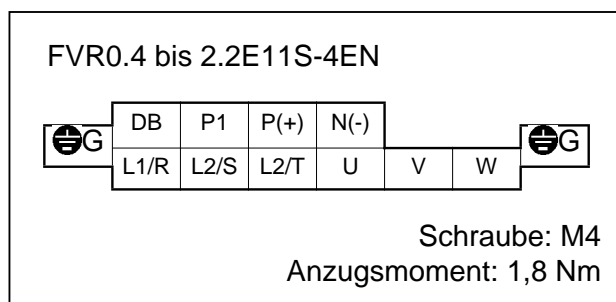 FVR0.4 bis 2.2E11S-4EN
DB P1 P(+) N(-)
G G
L1/R L2/S L2/T U V W
Schraube: M4
Anzugsmoment: 1,8 Nm